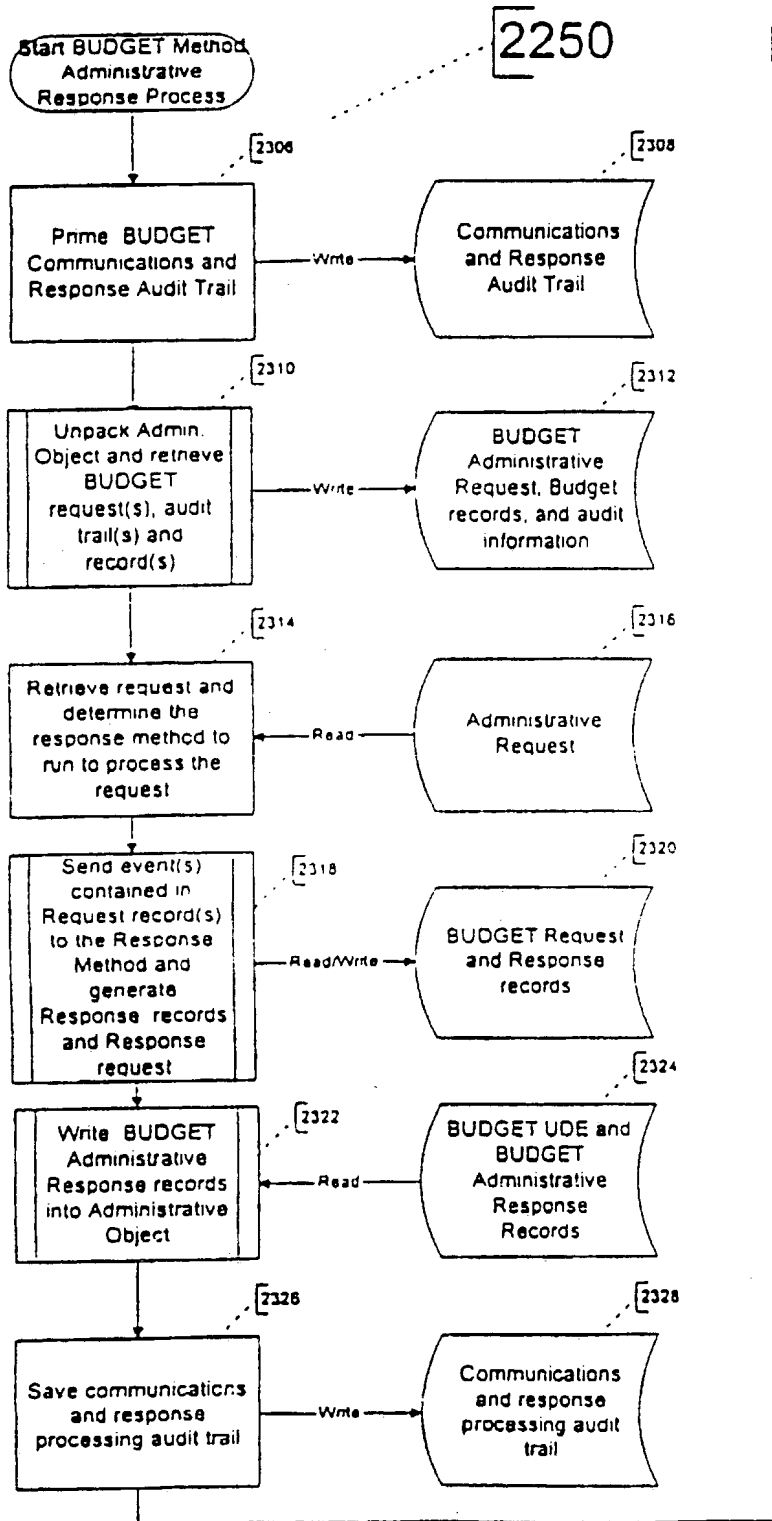 Start BUDGET Method
Administrative
Response Process
2250
2306
Prime BUDGET
Communications and
Response Audit Trail
Write
2308
Communications
and Response
Audit Trail
2310
Unpack Admin.
Object and retrieve
BUDGET
request(s), audit
trail(s) and
record(s)
Write
2312
BUDGET
Administrative
Request, Budget
records, and audit
information
2314
Retrieve request and
determine the
response method to
run to process the
request
Read
2316
Administrative
Request
2318
Send event(s)
contained in
Request record(s)
to the Response
Method and
generate
Response records
and Response
request
Read/Write
2320
BUDGET Request
and Response
records
2322
Write BUDGET
Administrative
Response records
into Administrative
Object
Read
2324
BUDGET UDE and
BUDGET
Administrative
Response
Records
2326
Save communications
and response
processing audit trail
Write
2328
Communications
and response
processing audit
trail